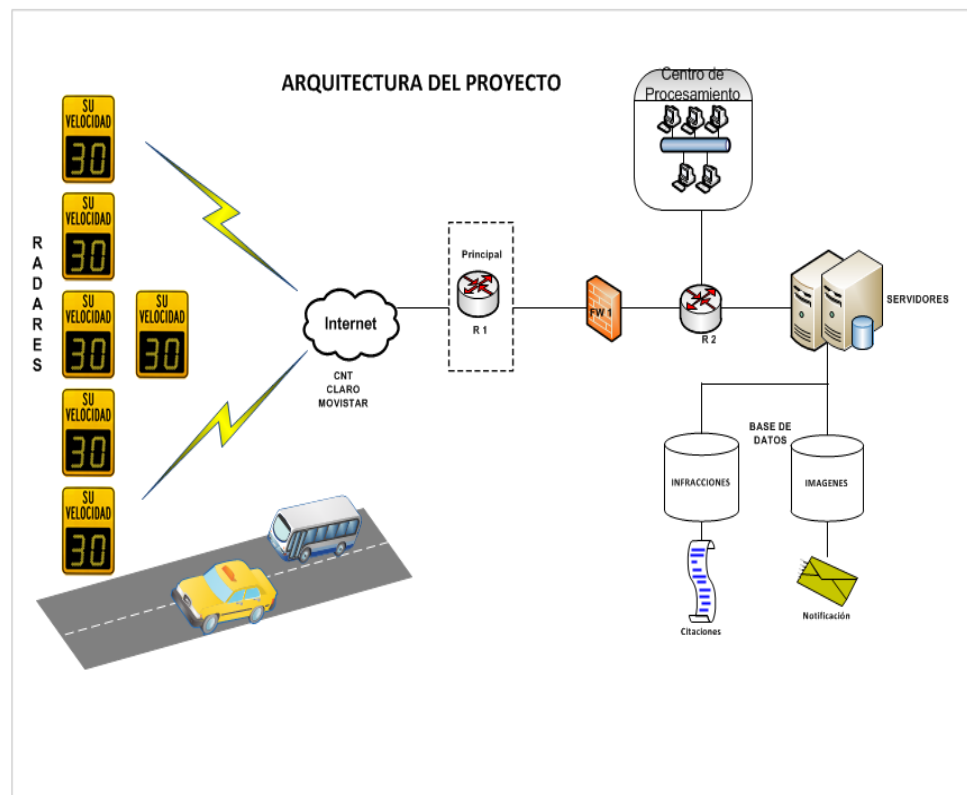 ARQUITECTURA DEL PROYECTO
Centro de
Procesamiento
SU
VELOCIDAD
30
SU
VELOCIDAD
30
SU
VELOCIDAD
30
SU
VELOCIDAD
30
SU
VELOCIDAD
30
SU
VELOCIDAD
30
RADARES
Internet
CNT
CLARO
MOVISTAR
Principal
R 1
FW 1
R 2
SERVIDORES
BASE DE
DATOS
INFRACCIONES
IMAGENES
Citaciones
Notificación